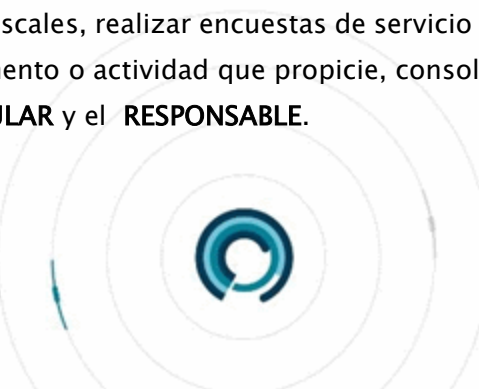 scales, realizar encuestas de servicio
ento o actividad que propicie, consol
ULAR y el RESPONSABLE.